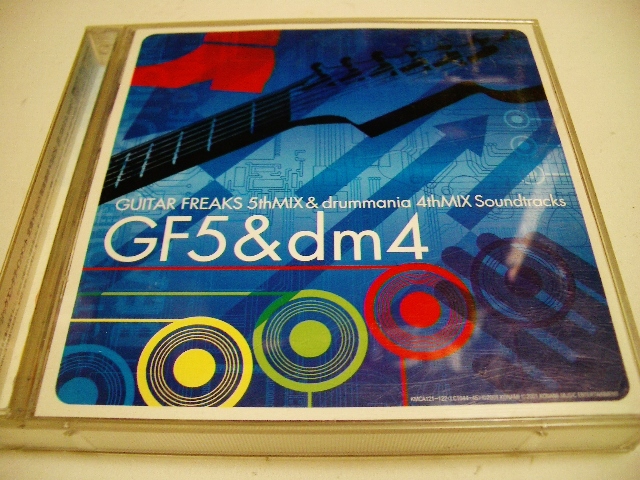 GUITAR FREAKS 5thMIX & drummania 4thMIX Soundtracks
GF5&dm4